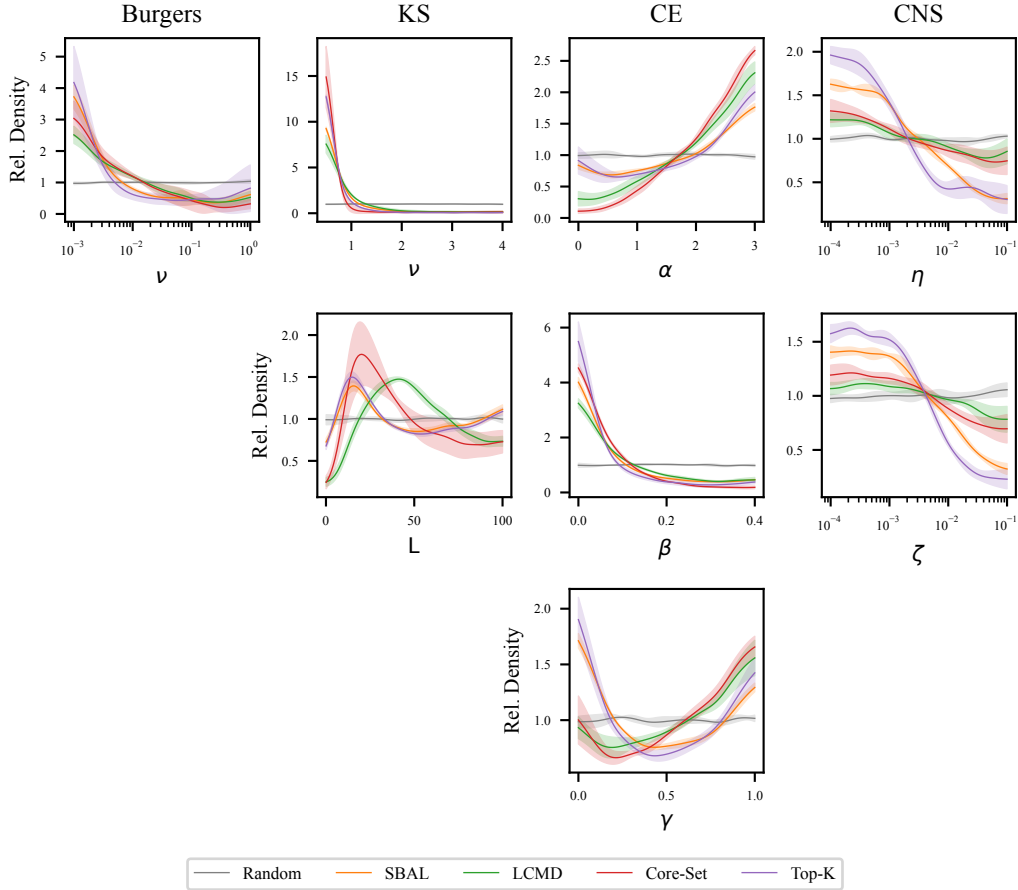 Burgers
KS
CE
CNS
Rel. Density
5
4
3
2
1
0
10⁻³ 10⁻² 10⁻¹ 10⁰
ν
15
10
5
0
1 2 3 4
ν
2.5
2.0
1.5
1.0
0.5
0.0
0 1 2 3
α
2.0
1.5
1.0
0.5
10⁻⁴ 10⁻³ 10⁻² 10⁻¹
η
Rel. Density
2.0
1.5
1.0
0.5
0 50 100
L
6
4
2
0
0.0 0.2 0.4
β
1.5
1.0
0.5
10⁻⁴ 10⁻³ 10⁻² 10⁻¹
ζ
Rel. Density
2.0
1.5
1.0
0.0 0.5 1.0
γ
Random SBAL LCMD Core-Set Top-K